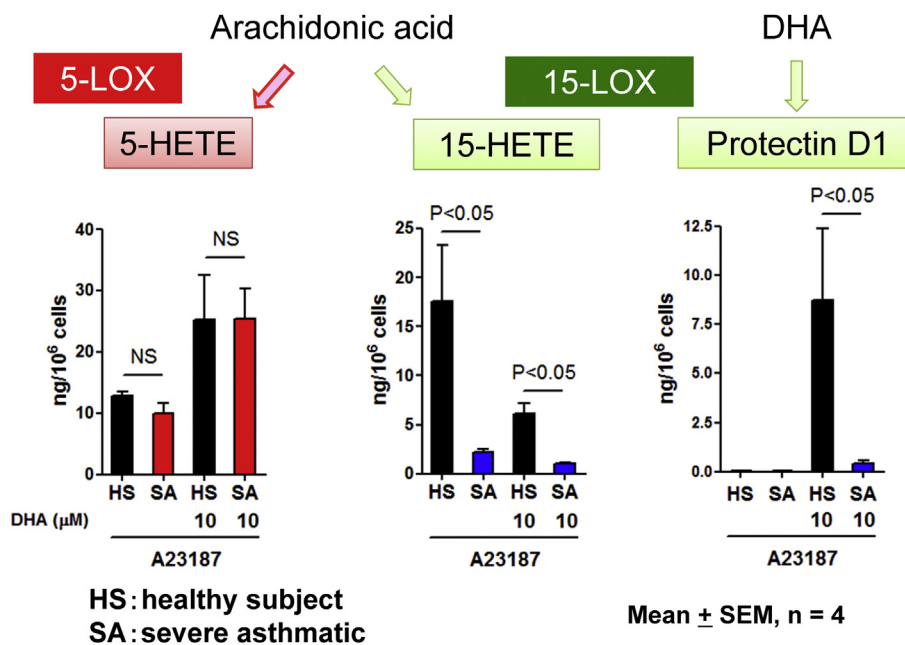 Arachidonic acid
DHA
5-LOX
15-LOX
5-HETE
15-HETE
Protectin D1
ng/10⁶ cells
40
30
20
10
0
NS
NS
HS SA HS SA
DHA (μM) 10 10
A23187
ng/10⁶ cells
25
20
15
10
5
0
P<0.05
P<0.05
HS SA HS SA
10 10
A23187
ng/10⁶ cells
12.5
10.0
7.5
5.0
2.5
0.0
P<0.05
HS SA HS SA
10 10
A23187
HS: healthy subject
SA: severe asthmatic
Mean ± SEM, n = 4